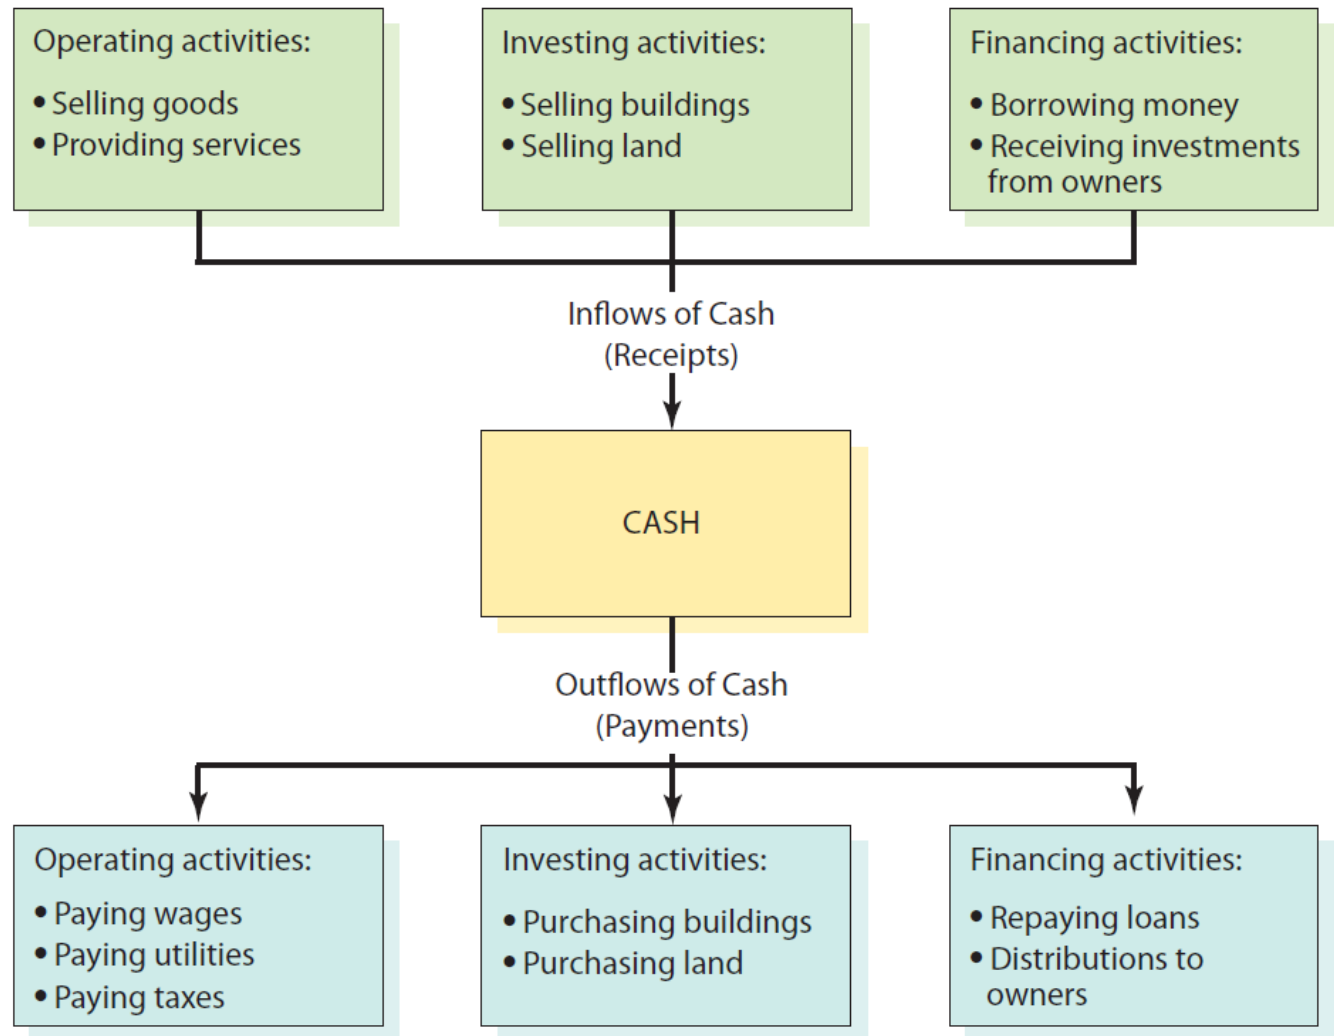 Operating activities:
• Selling goods
• Providing services
Investing activities:
• Selling buildings
• Selling land
Financing activities:
• Borrowing money
• Receiving investments
from owners
Inflows of Cash
(Receipts)
CASH
Outflows of Cash
(Payments)
Operating activities:
• Paying wages
• Paying utilities
• Paying taxes
Investing activities:
• Purchasing buildings
• Purchasing land
Financing activities:
• Repaying loans
• Distributions to
owners